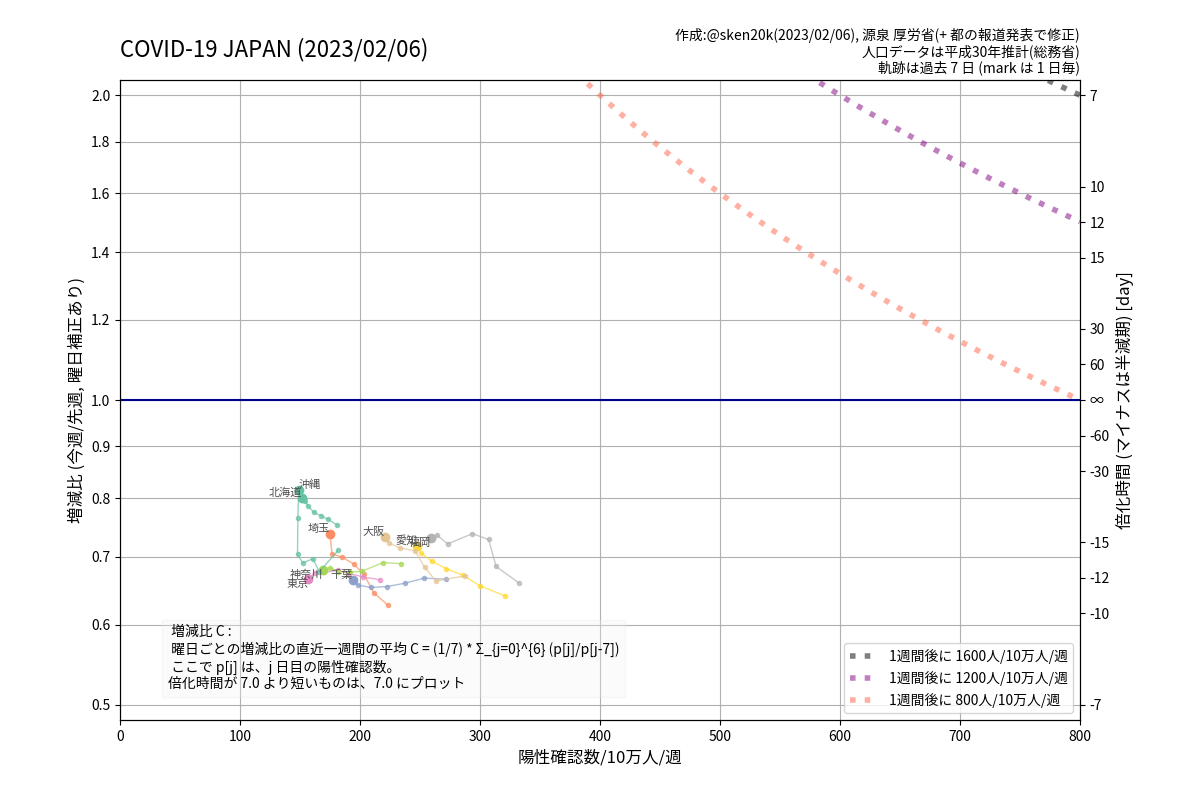 COVID-19 JAPAN (2023/02/06)
作成:@sken20k(2023/02/06), 源泉 厚労省(+ 都の報道発表で修正)
人口データは平成30年推計(総務省)
軌跡は過去 7 日 (mark は 1 日毎)
増減比 (今週/先週, 曜日補正あり)
2.0
1.8
1.6
1.4
1.2
1.0
0.9
0.8
0.7
0.6
0.5
7
10
12
15
30
60
∞
-60
-30
-15
-12
-10
-7
倍化時間 (マイナスは半減期) [day]
沖縄
北海道
埼玉
大阪
愛知
福岡
神奈川
千葉
東京
増減比 C :
曜日ごとの増減比の直近一週間の平均 C = (1/7) * Σ_{j=0}^{6} (p[j]/p[j-7])
ここで p[j] は、j 日目の陽性確認数。
倍化時間が 7.0 より短いものは、7.0 にプロット
1週間後に 1600人/10万人/週
1週間後に 1200人/10万人/週
1週間後に 800人/10万人/週
0 100 200 300 400 500 600 700 800
陽性確認数/10万人/週